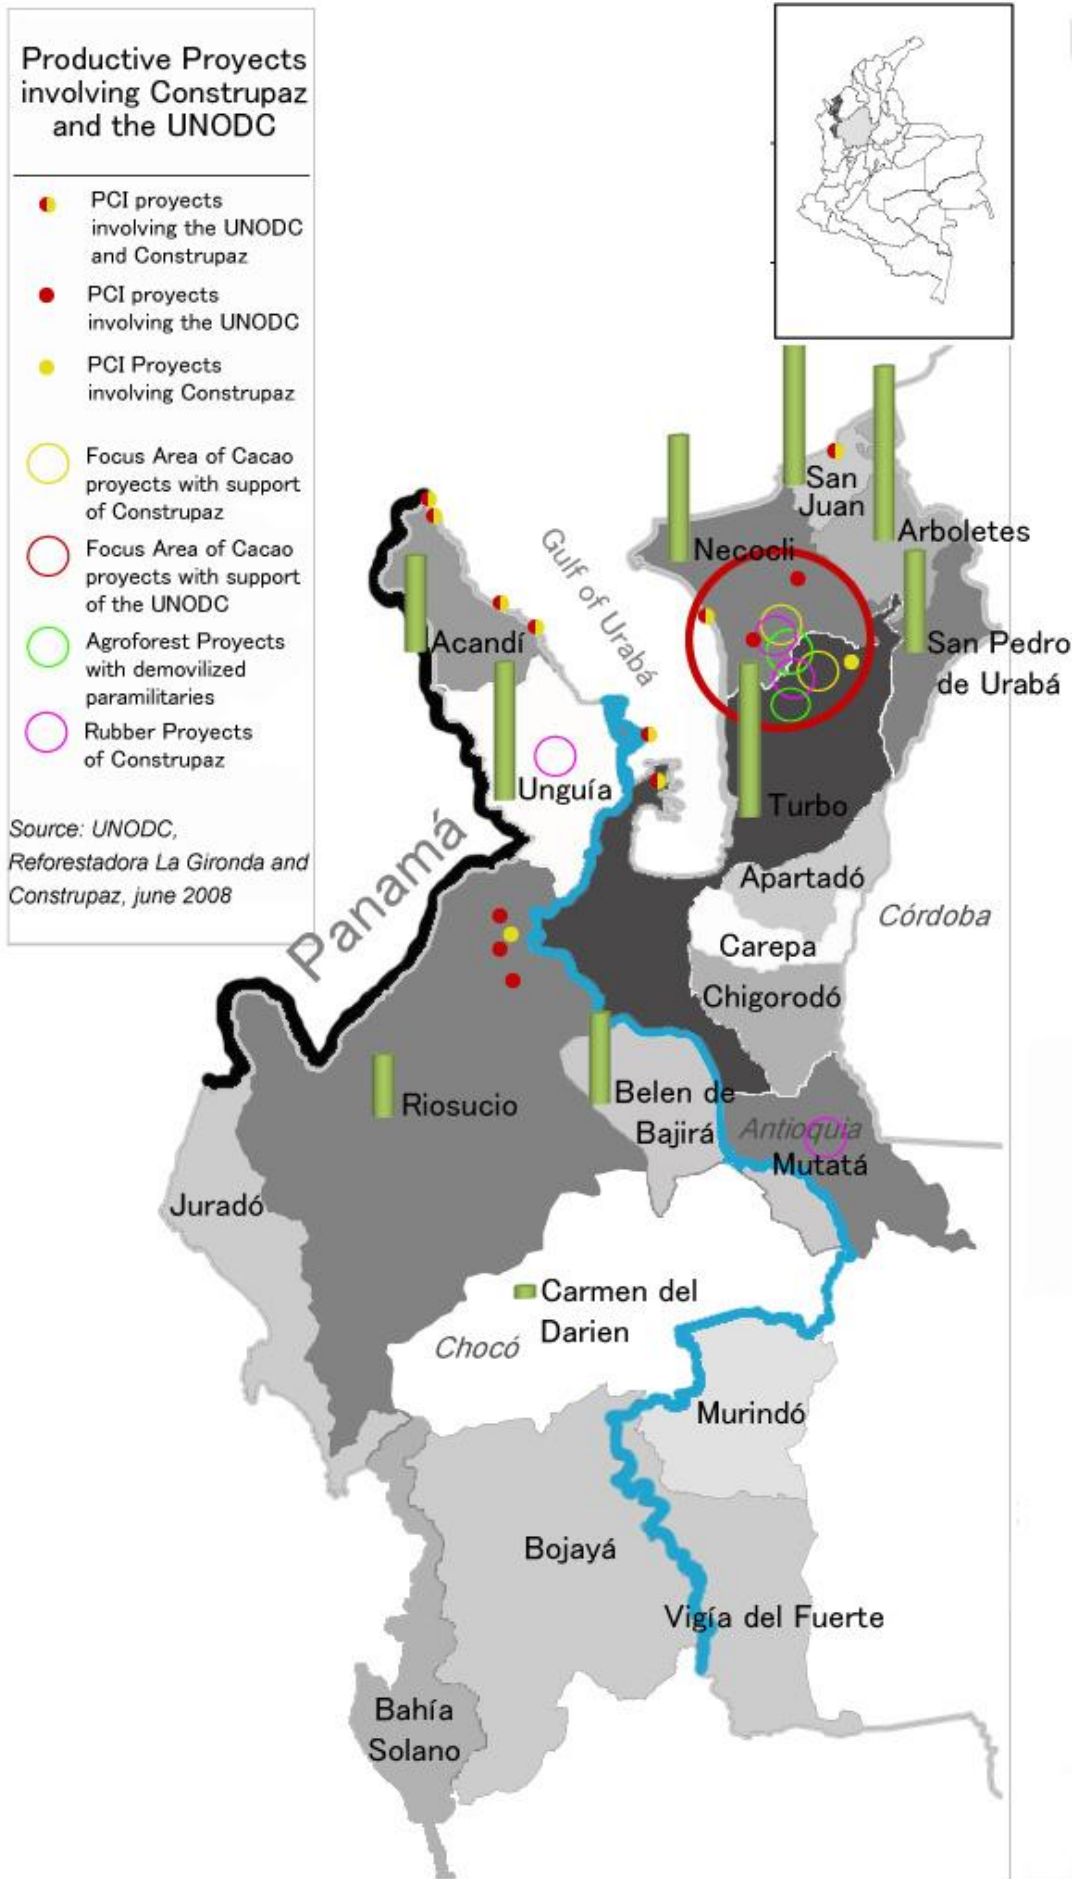 Productive Proyects
involving Construpaz
and the UNODC
PCI proyects
involving the UNODC
and Construpaz
PCI proyects
involving the UNODC
PCI Proyects
involving Construpaz
Focus Area of Cacao
proyects with support
of Construpaz
Focus Area of Cacao
proyects with support
of the UNODC
Agroforest Proyects
with demovilized
paramilitaries
Rubber Proyects
of Construpaz
Source: UNODC,
Reforestadora La Gironda and
Construpaz, june 2008
San
Juan
Arboletes
Necocli
Gulf of Urabá
Acandí
San Pedro
de Urabá
Unguía
Turbo
Panamá
Apartadó
Córdoba
Carepa
Chigorodó
Riosucio
Belen de
Bajirá
Antioquia
Mutatá
Juradó
Carmen del
Darien
Chocó
Murindó
Bojayá
Vigía del Fuerte
Bahía
Solano